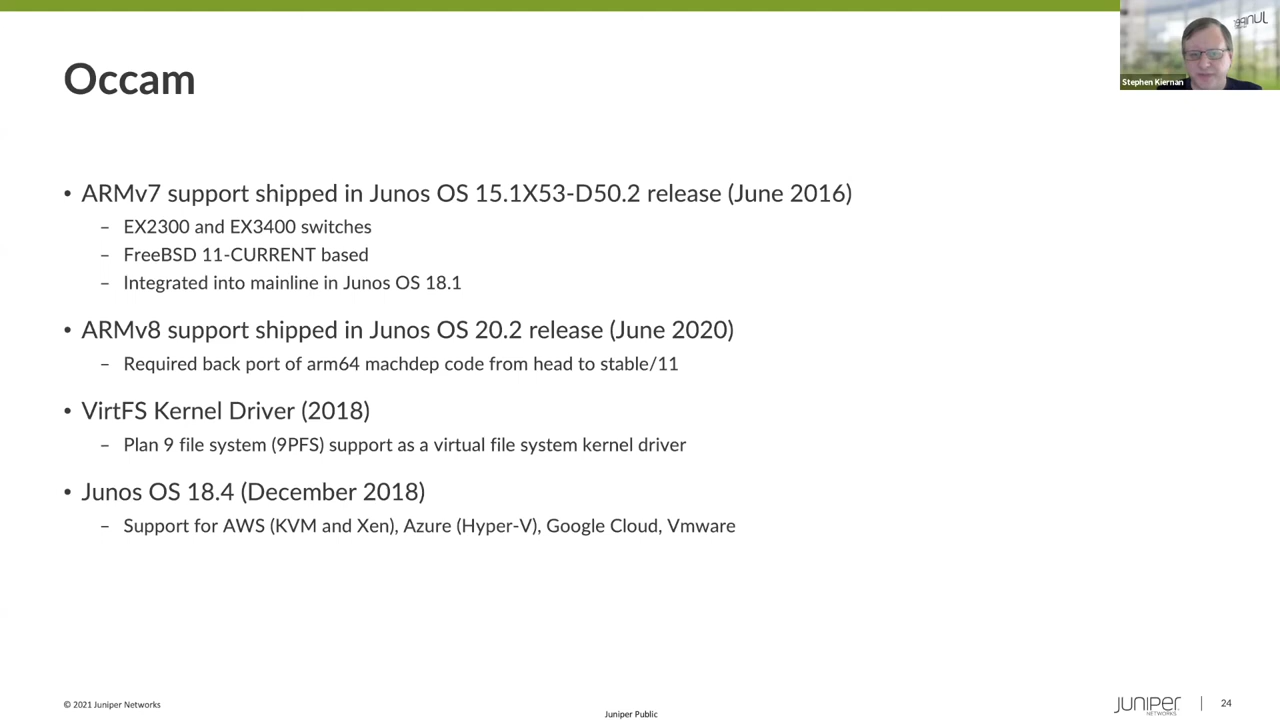 Occam
Stephen Kiernan
• ARMv7 support shipped in Junos OS 15.1X53-D50.2 release (June 2016)
– EX2300 and EX3400 switches
– FreeBSD 11-CURRENT based
– Integrated into mainline in Junos OS 18.1
• ARMv8 support shipped in Junos OS 20.2 release (June 2020)
– Required back port of arm64 machdep code from head to stable/11
• VirtFS Kernel Driver (2018)
– Plan 9 file system (9PFS) support as a virtual file system kernel driver
• Junos OS 18.4 (December 2018)
– Support for AWS (KVM and Xen), Azure (Hyper-V), Google Cloud, Vmware
© 2021 Juniper Networks
Juniper Public
JUNIPEr
NETWORKS
24